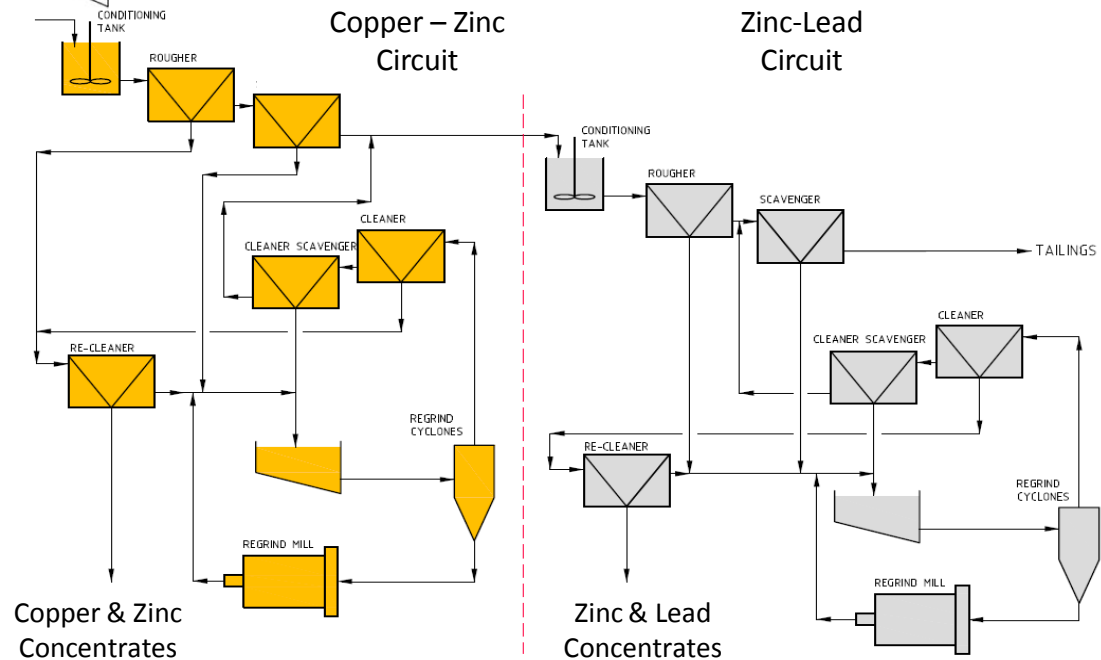 Copper – Zinc
Circuit
Zinc-Lead
Circuit
CONDITIONING
TANK
ROUGHER
CONDITIONING
TANK
ROUGHER
SCAVENGER
TAILINGS
CLEANER
CLEANER SCAVENGER
RE-CLEANER
CLEANER
CLEANER SCAVENGER
REGRIND
CYCLONES
RE-CLEANER
REGRIND
CYCLONES
REGRIND MILL
REGRIND MILL
Copper & Zinc
Concentrates
Zinc & Lead
Concentrates